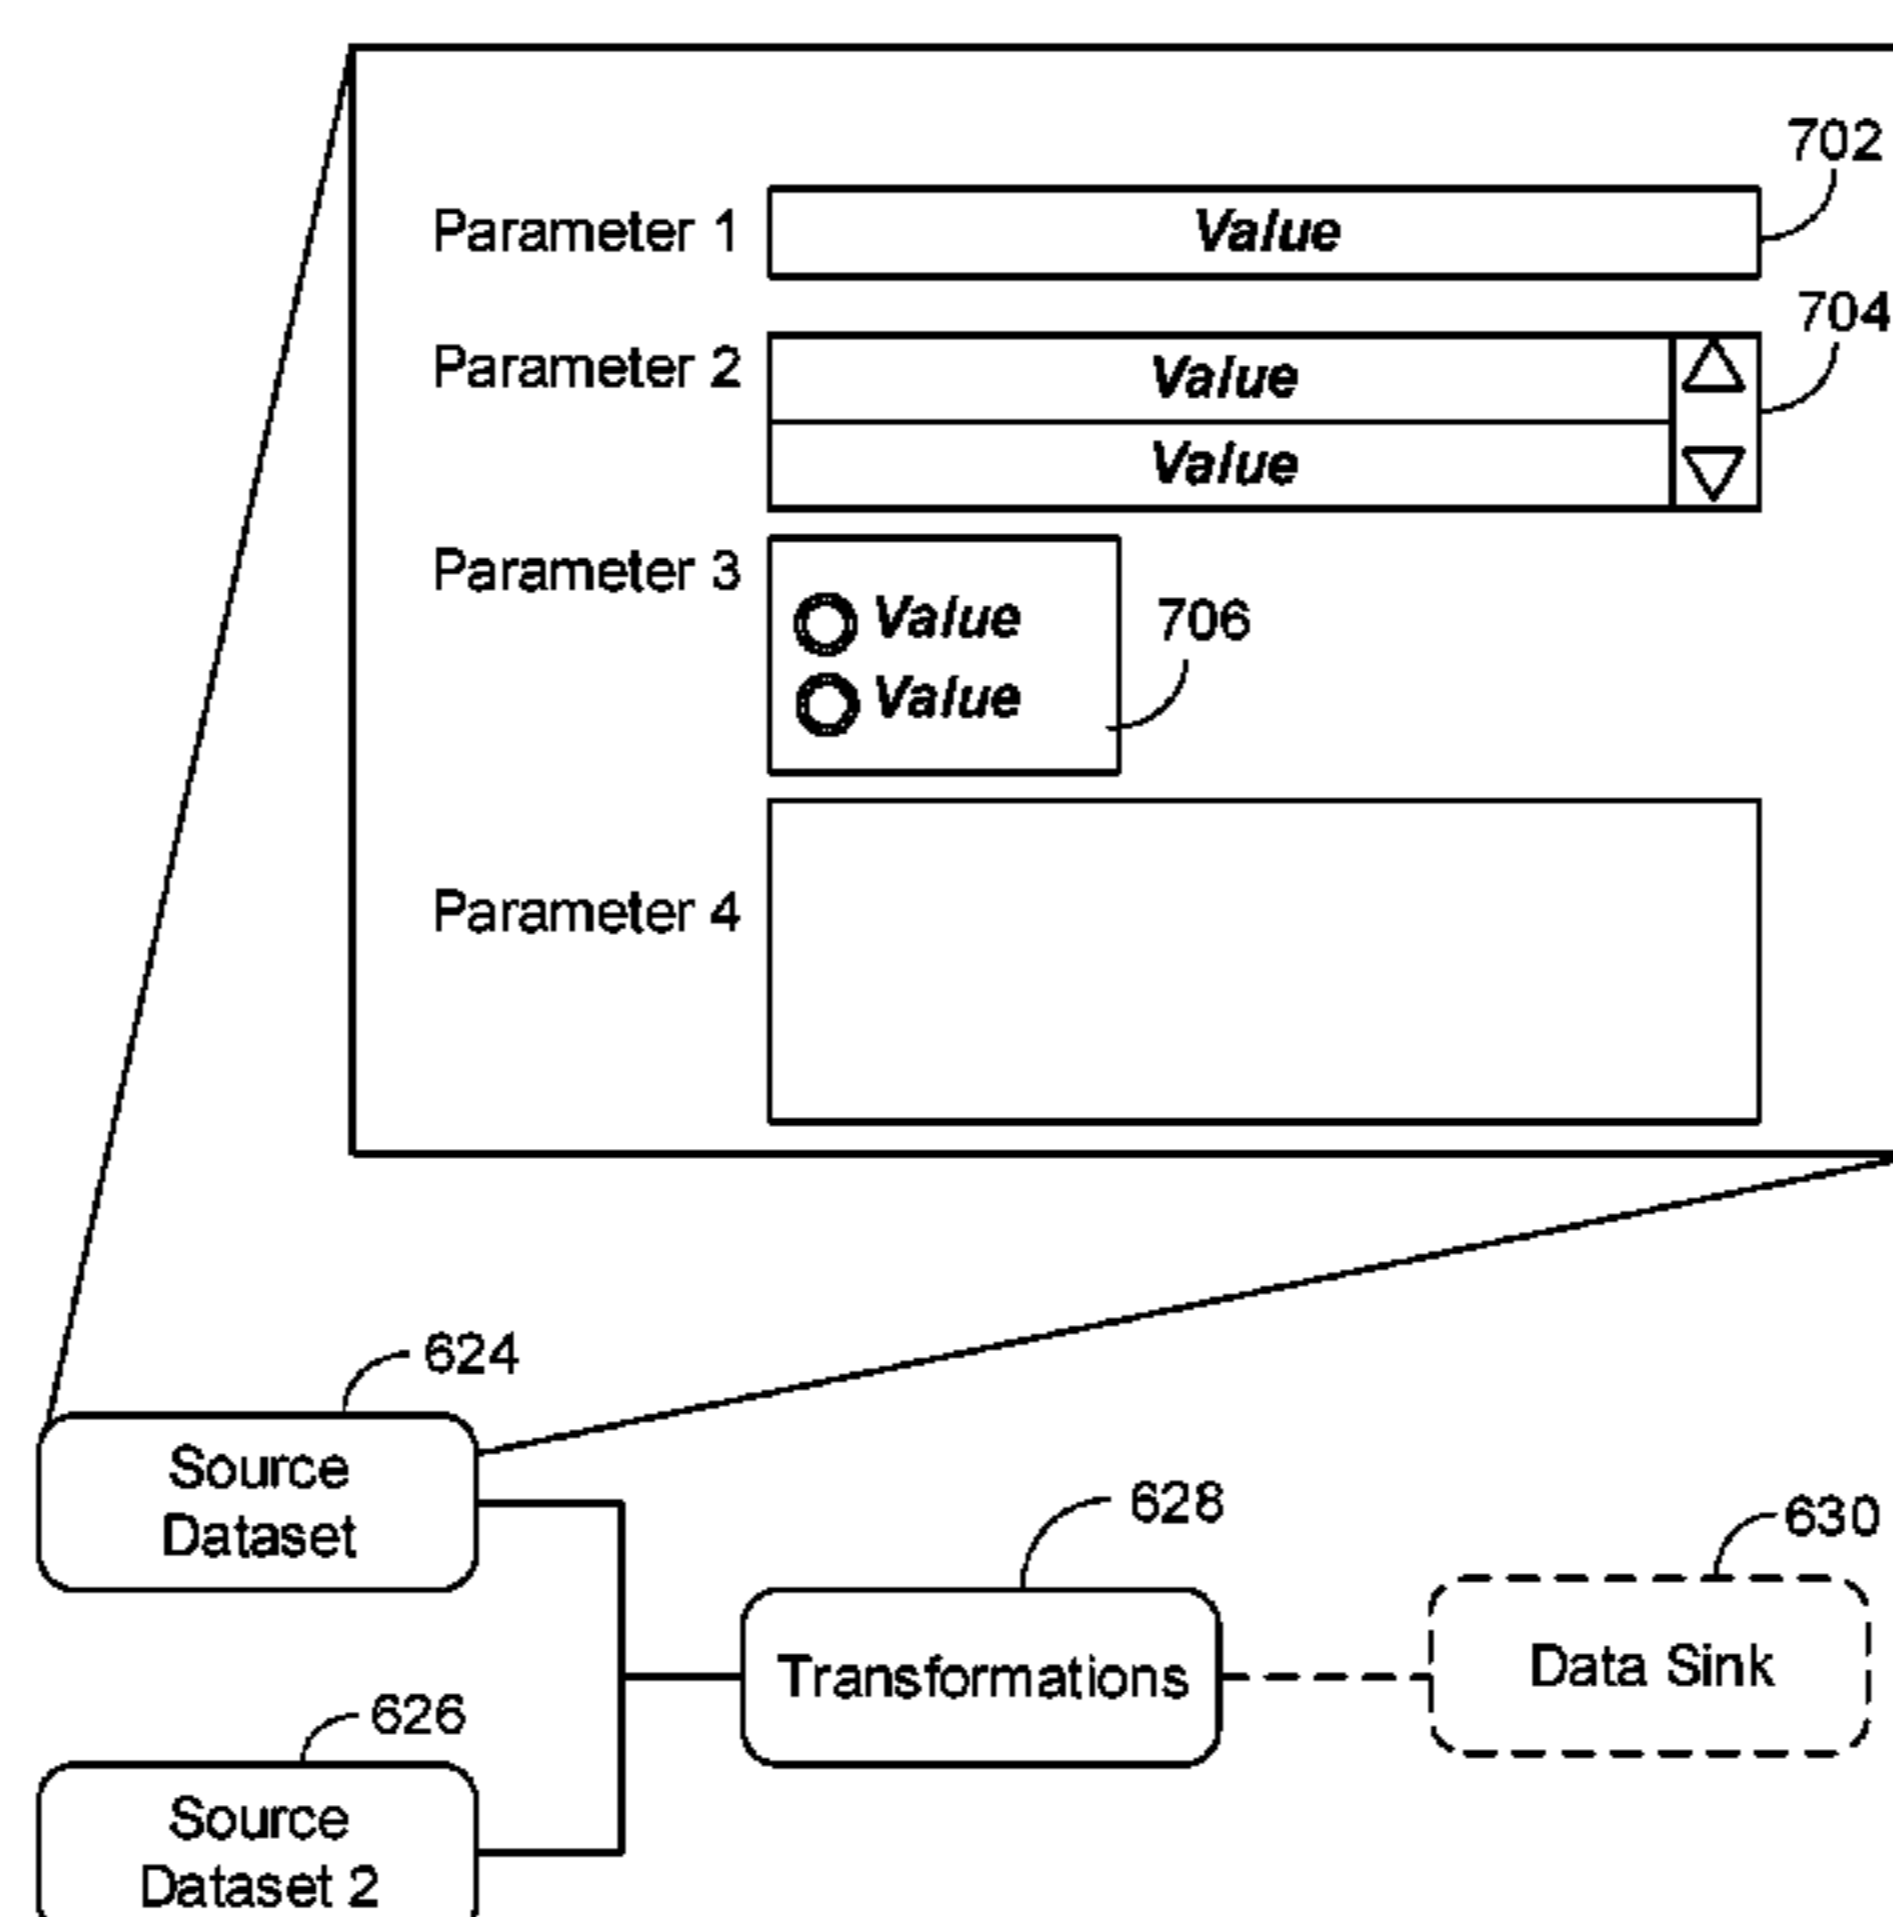 702
Parameter 1 Value
704
Parameter 2 Value
Value
Parameter 3
Value 706
Value
Parameter 4
624
Source
Dataset
628
630
Transformations
Data Sink
626
Source
Dataset 2